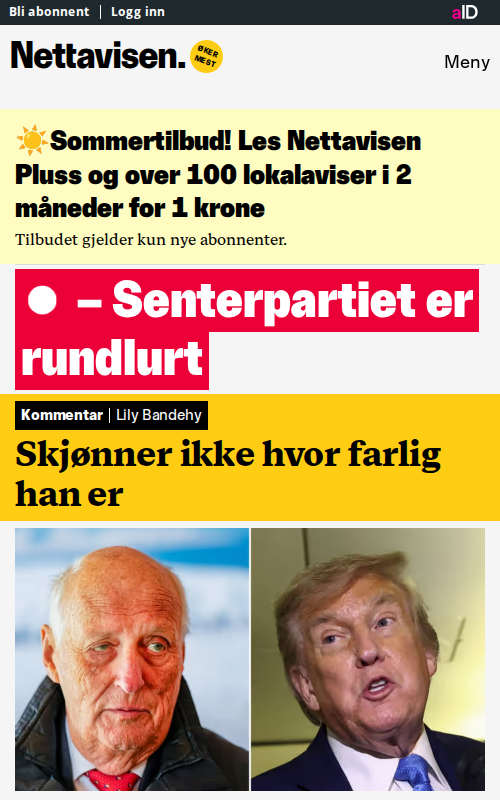 Bli abonnent | Logg inn
aID
Nettavisen.
ØKER
MEST
Meny
☀️Sommertilbud! Les Nettavisen
Pluss og over 100 lokalaviser i 2
måneder for 1 krone
Tilbudet gjelder kun nye abonnenter.
– Senterpartiet er
rundlurt
Kommentar | Lily Bandehy
Skjønner ikke hvor farlig
han er